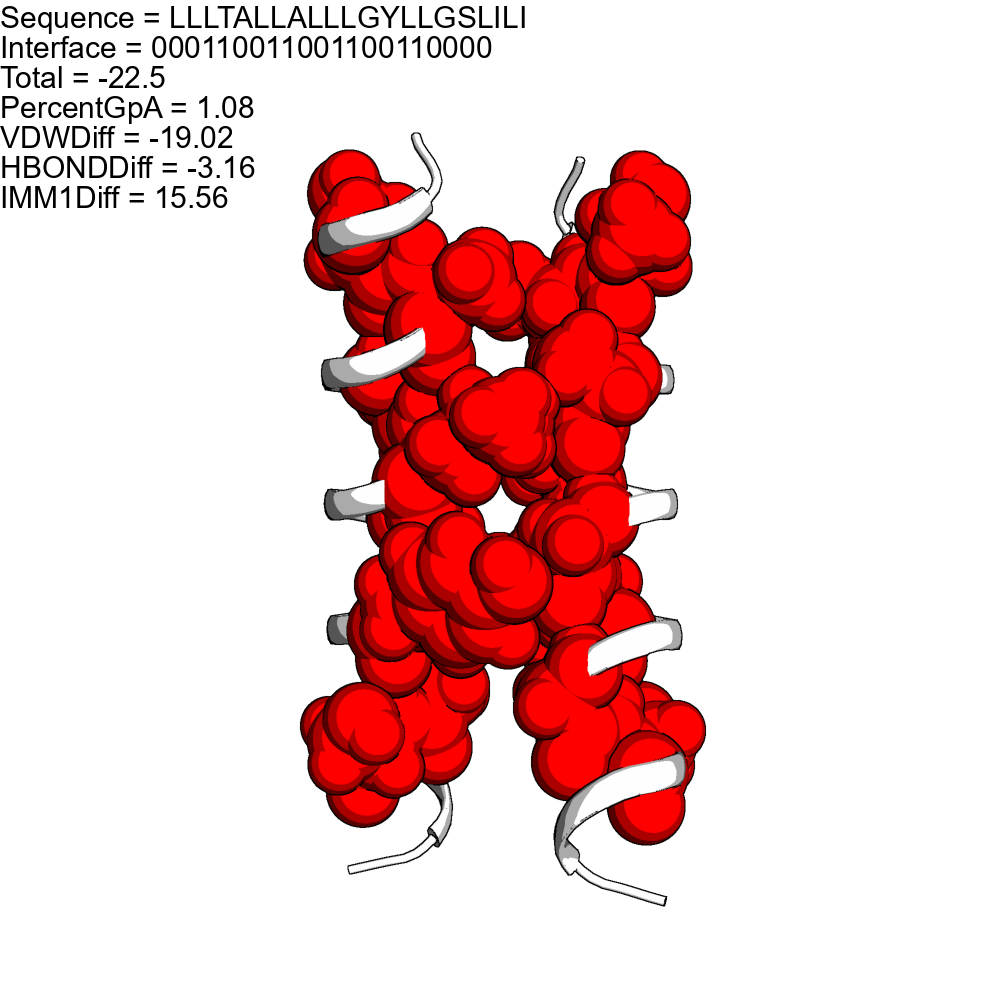 Sequence = LLLTALLALLLGYLLGSLILI
Interface = 000110011001100110000
Total = -22.5
PercentGpA = 1.08
VDWDiff = -19.02
HBONDDiff = -3.16
IMM1Diff = 15.56